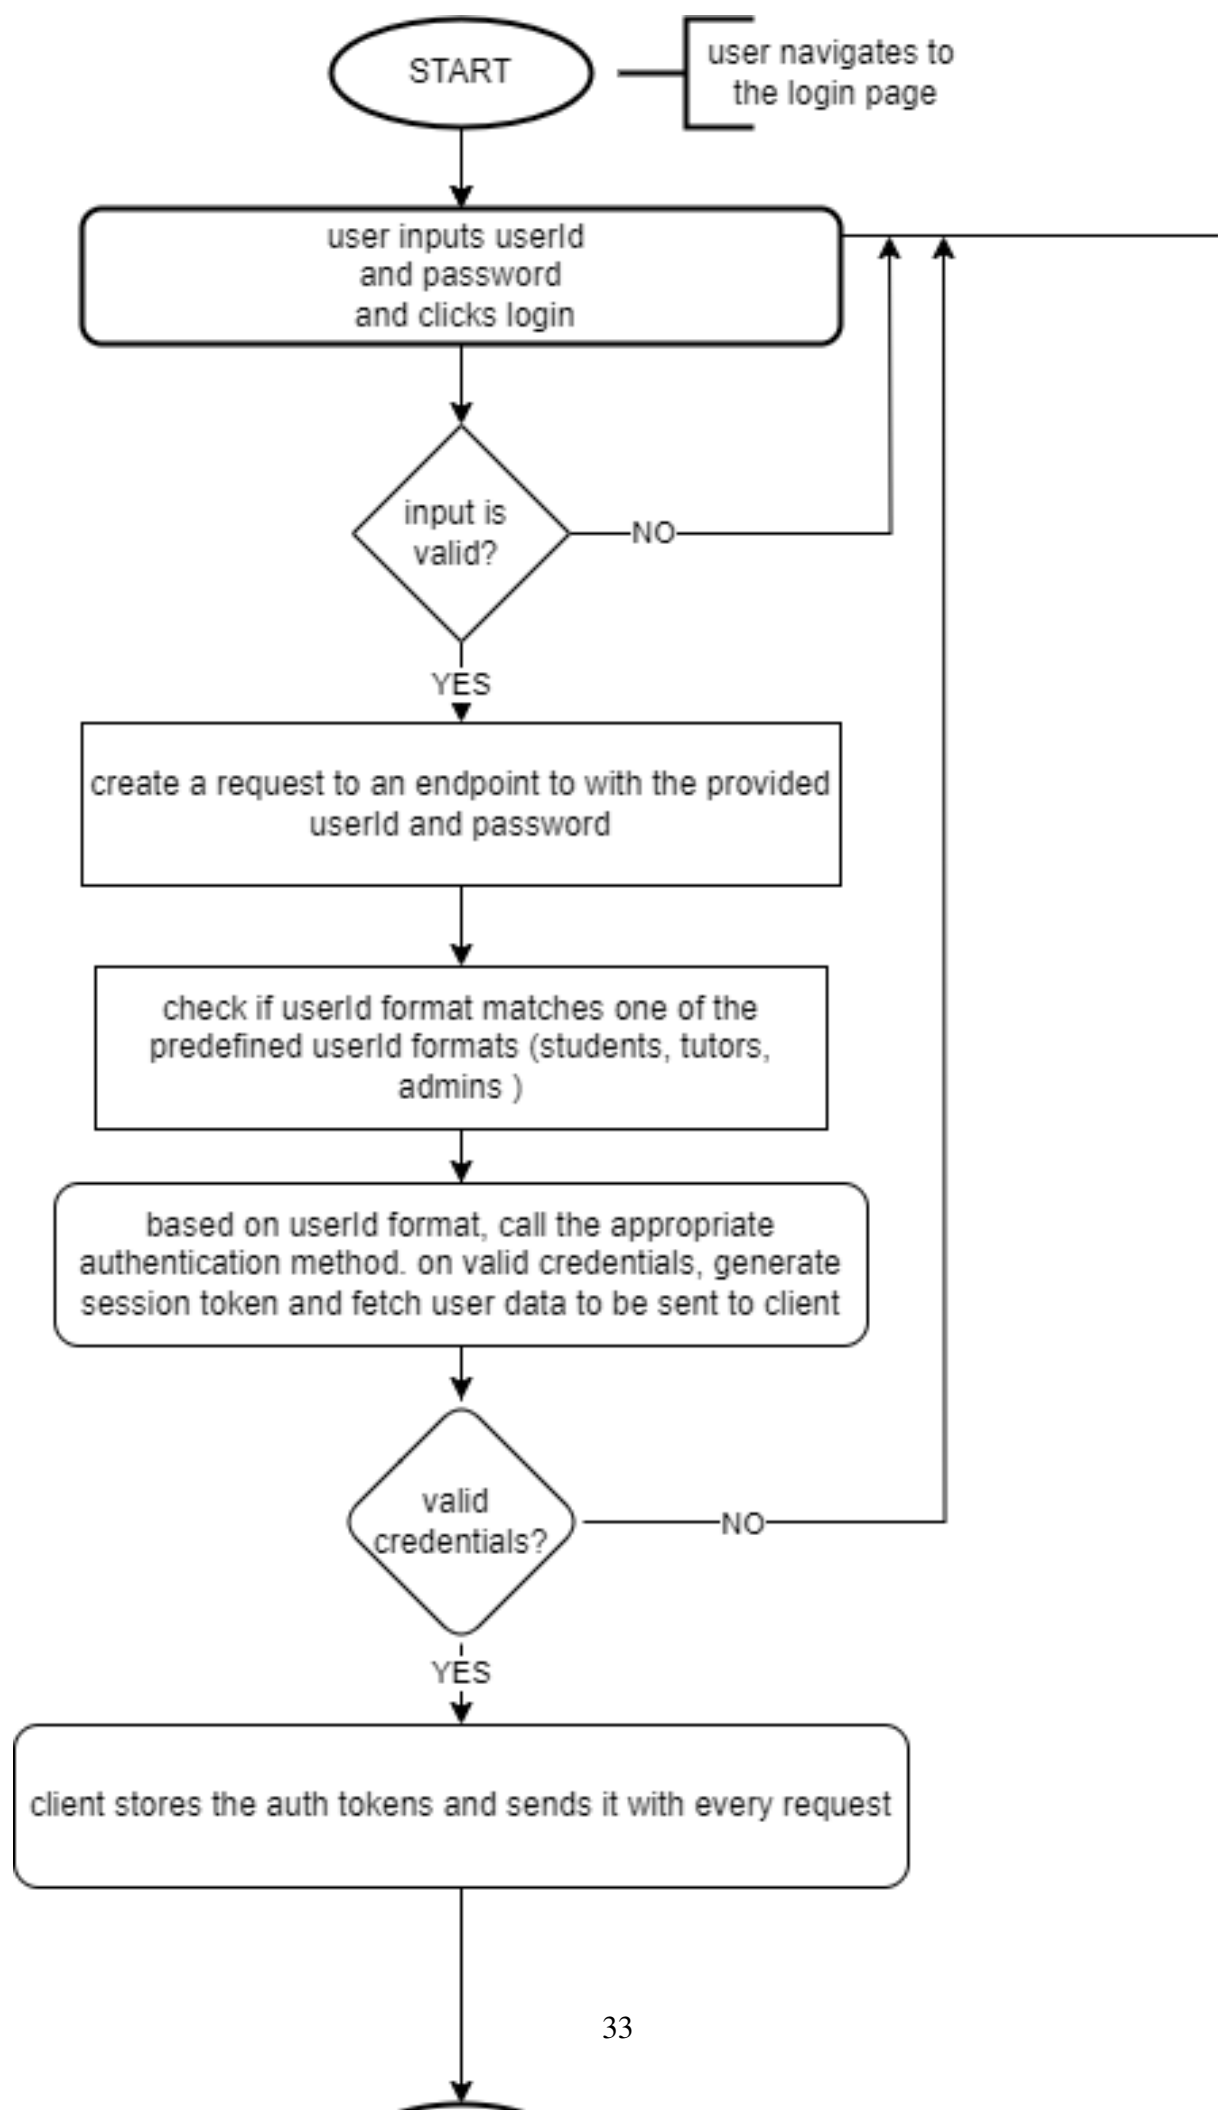 START
user navigates to
the login page
user inputs userId
and password
and clicks login
input is
valid?
NO
YES
create a request to an endpoint to with the provided
userId and password
check if userId format matches one of the
predefined userId formats (students, tutors,
admins )
based on userId format, call the appropriate
authentication method. on valid credentials, generate
session token and fetch user data to be sent to client
valid
credentials?
NO
YES
client stores the auth tokens and sends it with every request
33